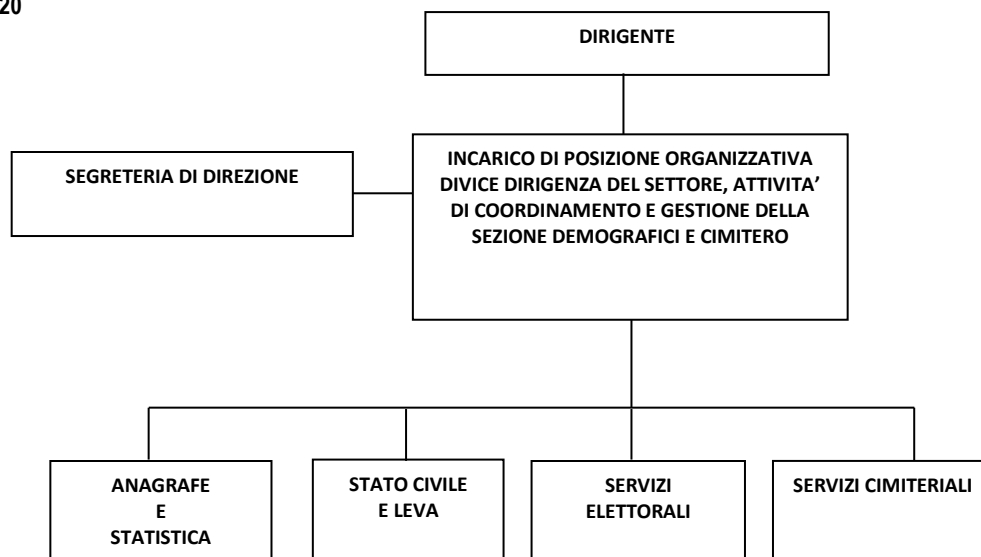 20
DIRIGENTE
SEGRETERIA DI DIREZIONE
INCARICO DI POSIZIONE ORGANIZZATIVA
DIVICE DIRIGENZA DEL SETTORE, ATTIVITA’
DI COORDINAMENTO E GESTIONE DELLA
SEZIONE DEMOGRAFICI E CIMITERO
ANAGRAFE
E
STATISTICA
STATO CIVILE
E LEVA
SERVIZI
ELETTORALI
SERVIZI CIMITERIALI